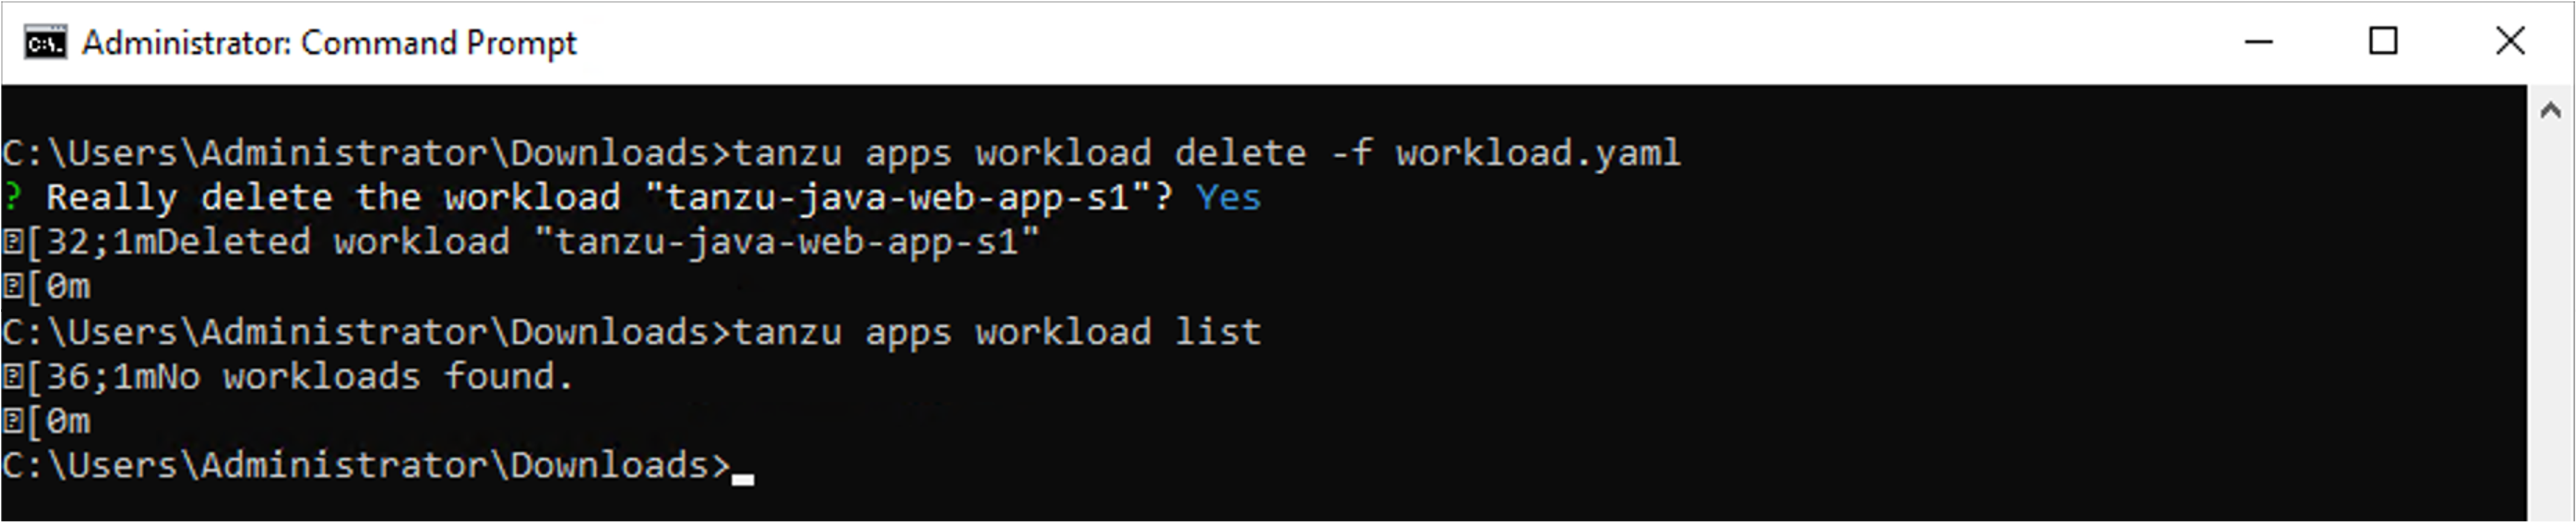 Administrator: Command Prompt
C:\Users\Administrator\Downloads>tanzu apps workload delete -f workload.yaml
? Really delete the workload "tanzu-java-web-app-s1"? Yes
[32;1mDeleted workload "tanzu-java-web-app-s1"
[0m
C:\Users\Administrator\Downloads>tanzu apps workload list
[36;1mNo workloads found.
[0m
C:\Users\Administrator\Downloads>